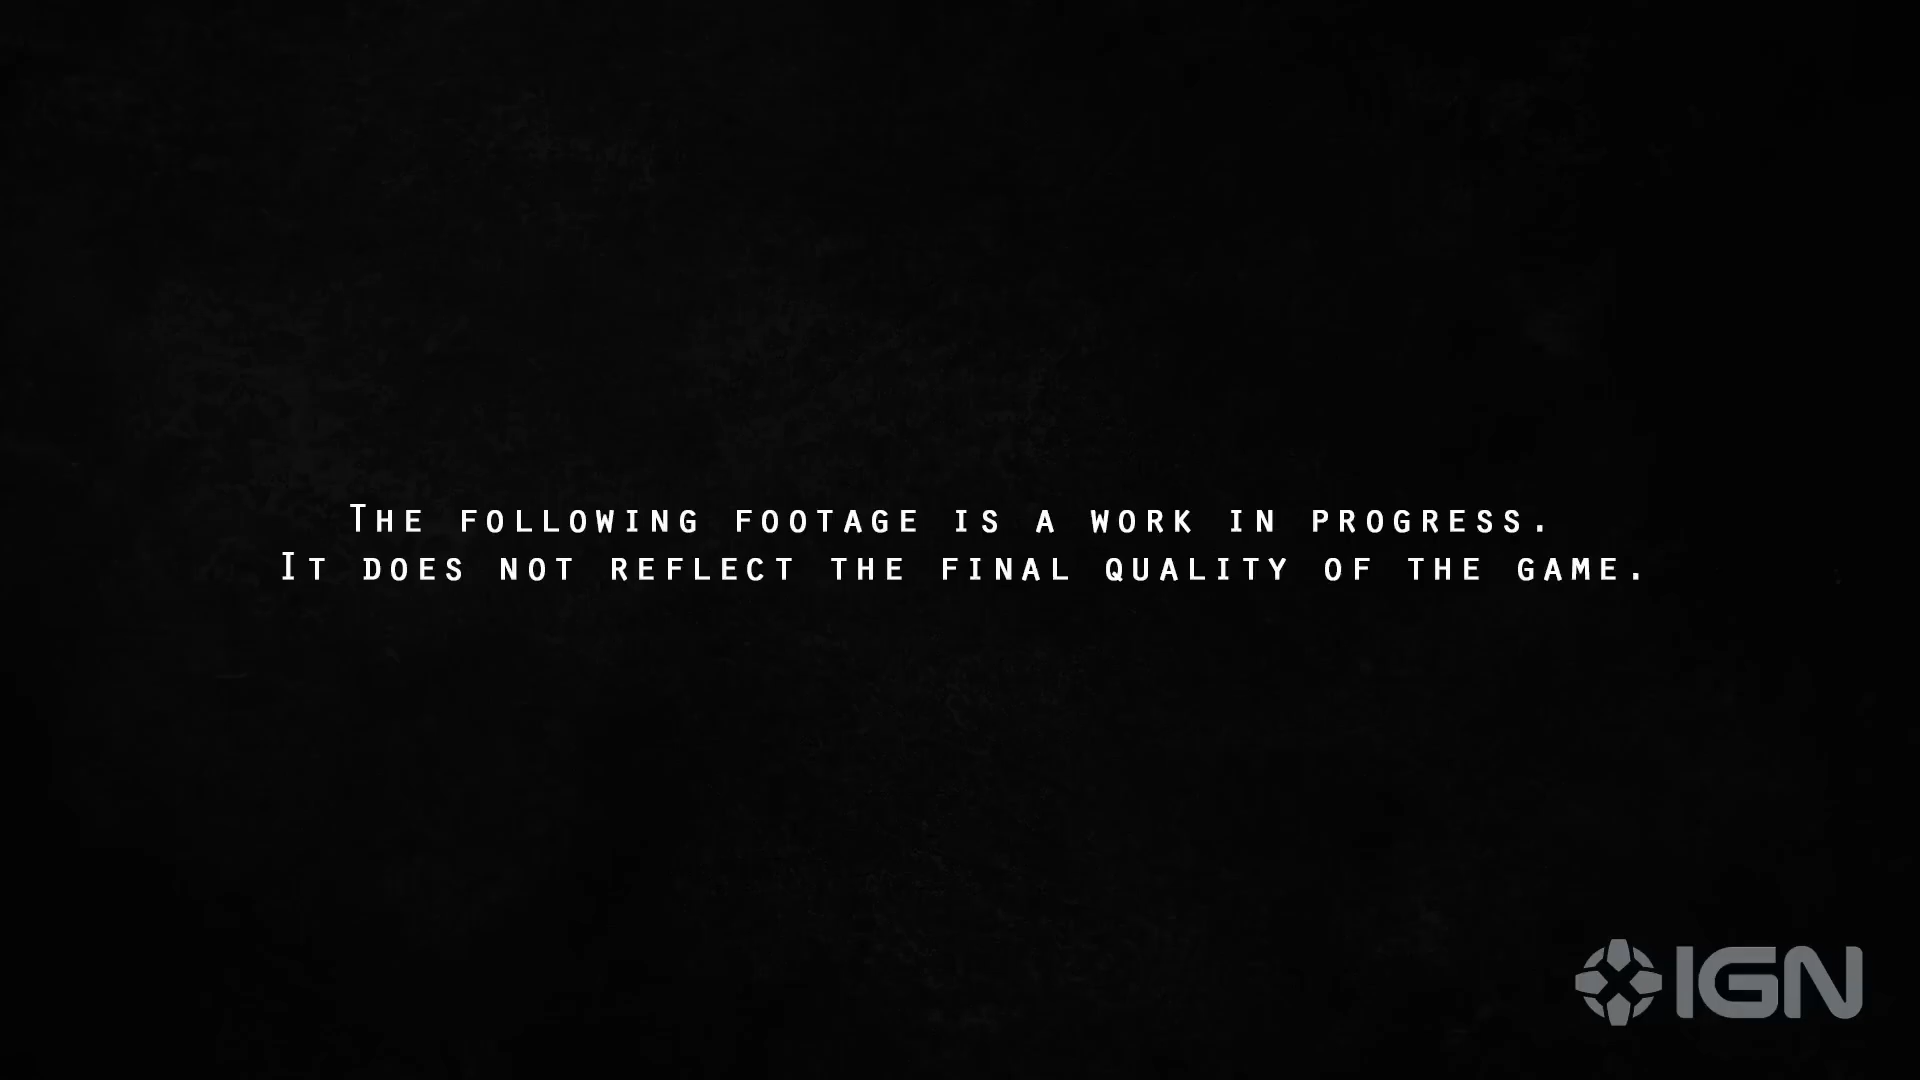 The following footage is a work in progress.
It does not reflect the final quality of the game.
IGN